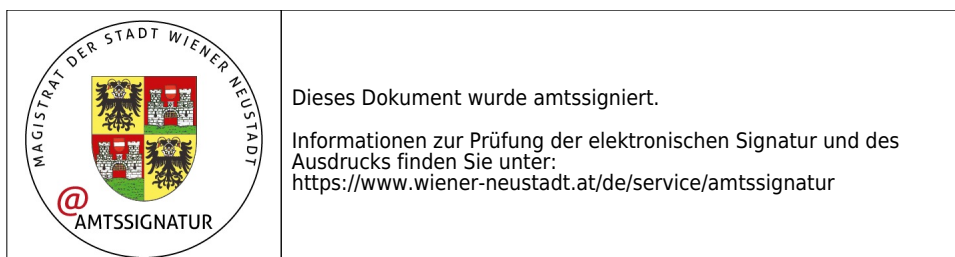 MAGISTRAT DER STADT WIENER NEUSTADT
@
AMTSSIGNATUR
Dieses Dokument wurde amtssigniert.
Informationen zur Prüfung der elektronischen Signatur und des
Ausdrucks finden Sie unter:
https://www.wiener-neustadt.at/de/service/amtssignatur